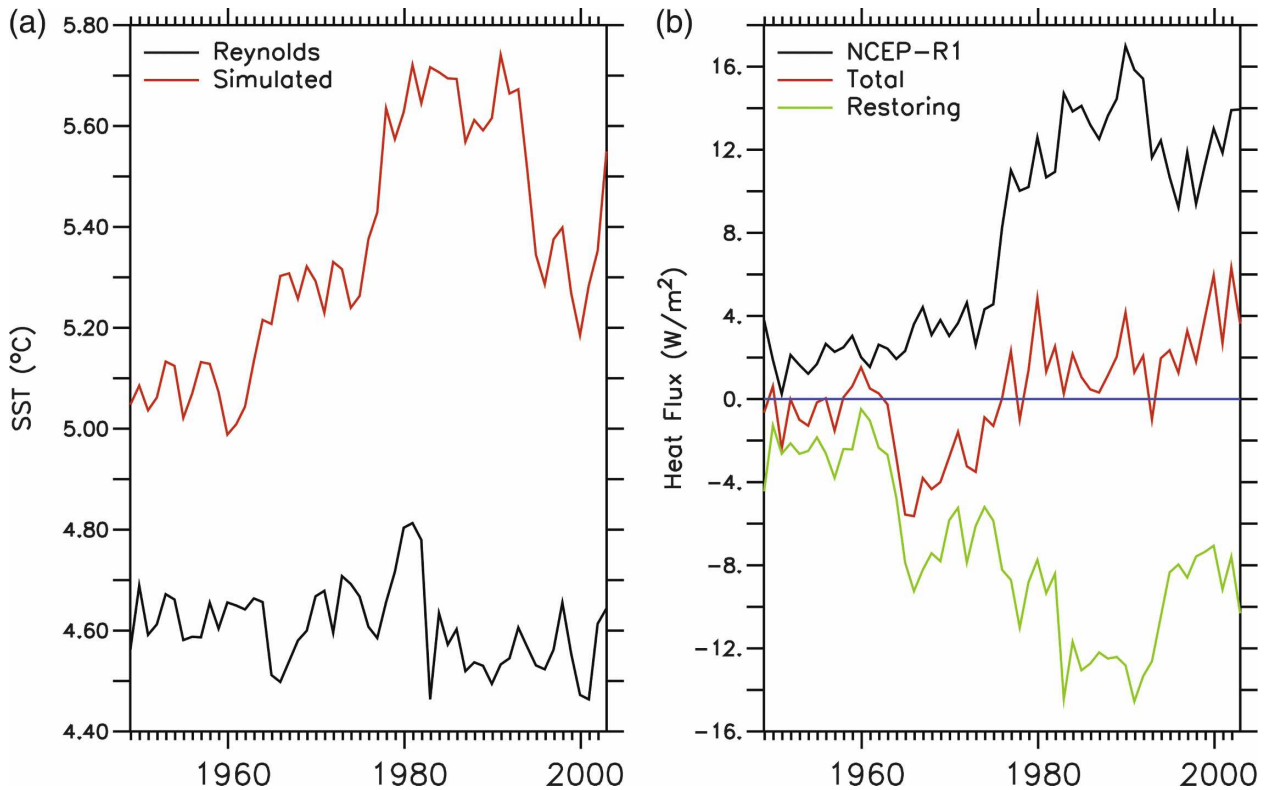 (a)
Reynolds
Simulated
SST (°C)
5.80
5.60
5.40
5.20
5.00
4.80
4.60
4.40
1960
1980
2000
(b)
NCEP-R1
Total
Restoring
Heat Flux (W/m²)
16.
12.
8.
4.
0.
-4.
-8.
-12.
-16.
1960
1980
2000